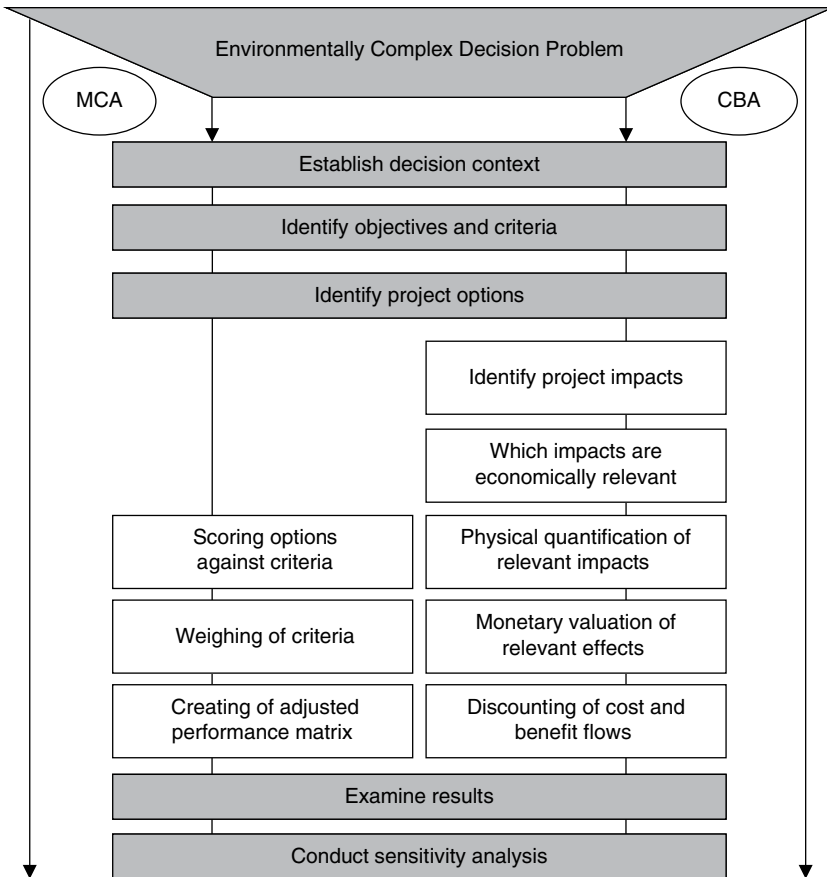 Environmentally Complex Decision Problem
MCA
CBA
Establish decision context
Identify objectives and criteria
Identify project options
Identify project impacts
Which impacts are
economically relevant
Scoring options
against criteria
Physical quantification of
relevant impacts
Weighing of criteria
Monetary valuation of
relevant effects
Creating of adjusted
performance matrix
Discounting of cost and
benefit flows
Examine results
Conduct sensitivity analysis